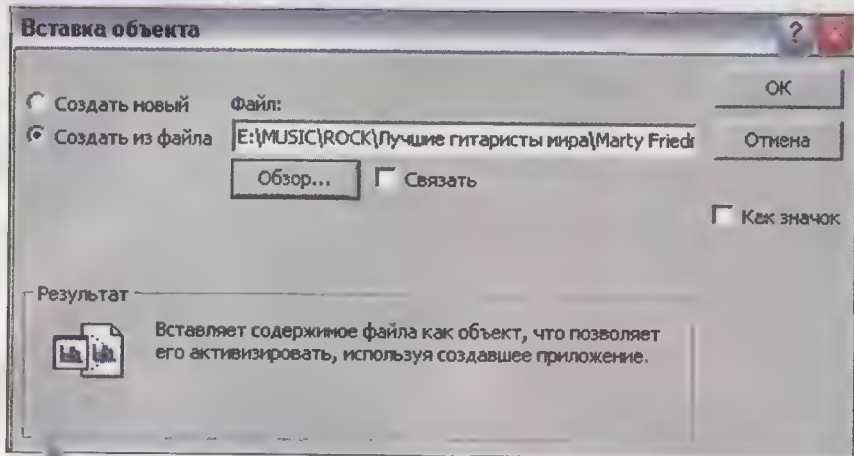 Вставка объекта
?
Создать новый
Файл:
OK
Создать из файла
E:\MUSIC\ROCK\Лучшие гитаристы мира\Marty Friedr
Отмена
Обзор...
Связать
Как значок
Результат
Вставляет содержимое файла как объект, что позволяет
его активизировать, используя создавшее приложение.